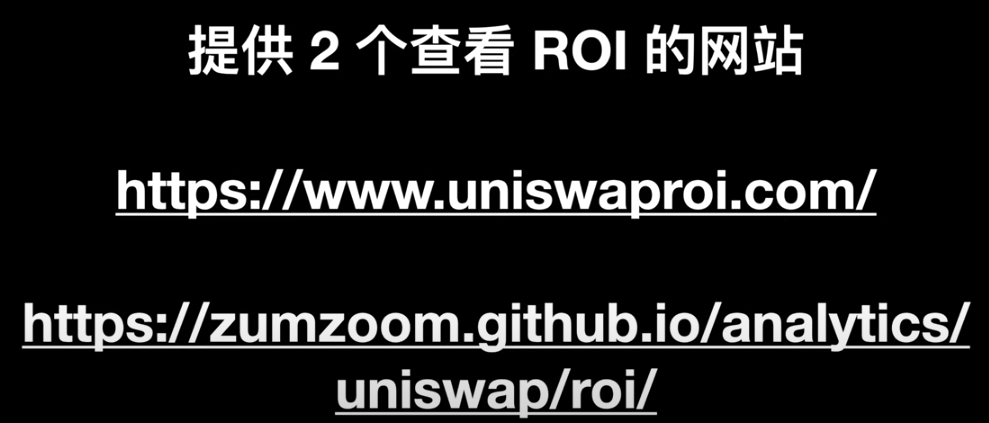 提供 2 个查看 ROI 的网站
https://www.uniswaproi.com/
https://zumzoom.github.io/analytics/
uniswap/roi/